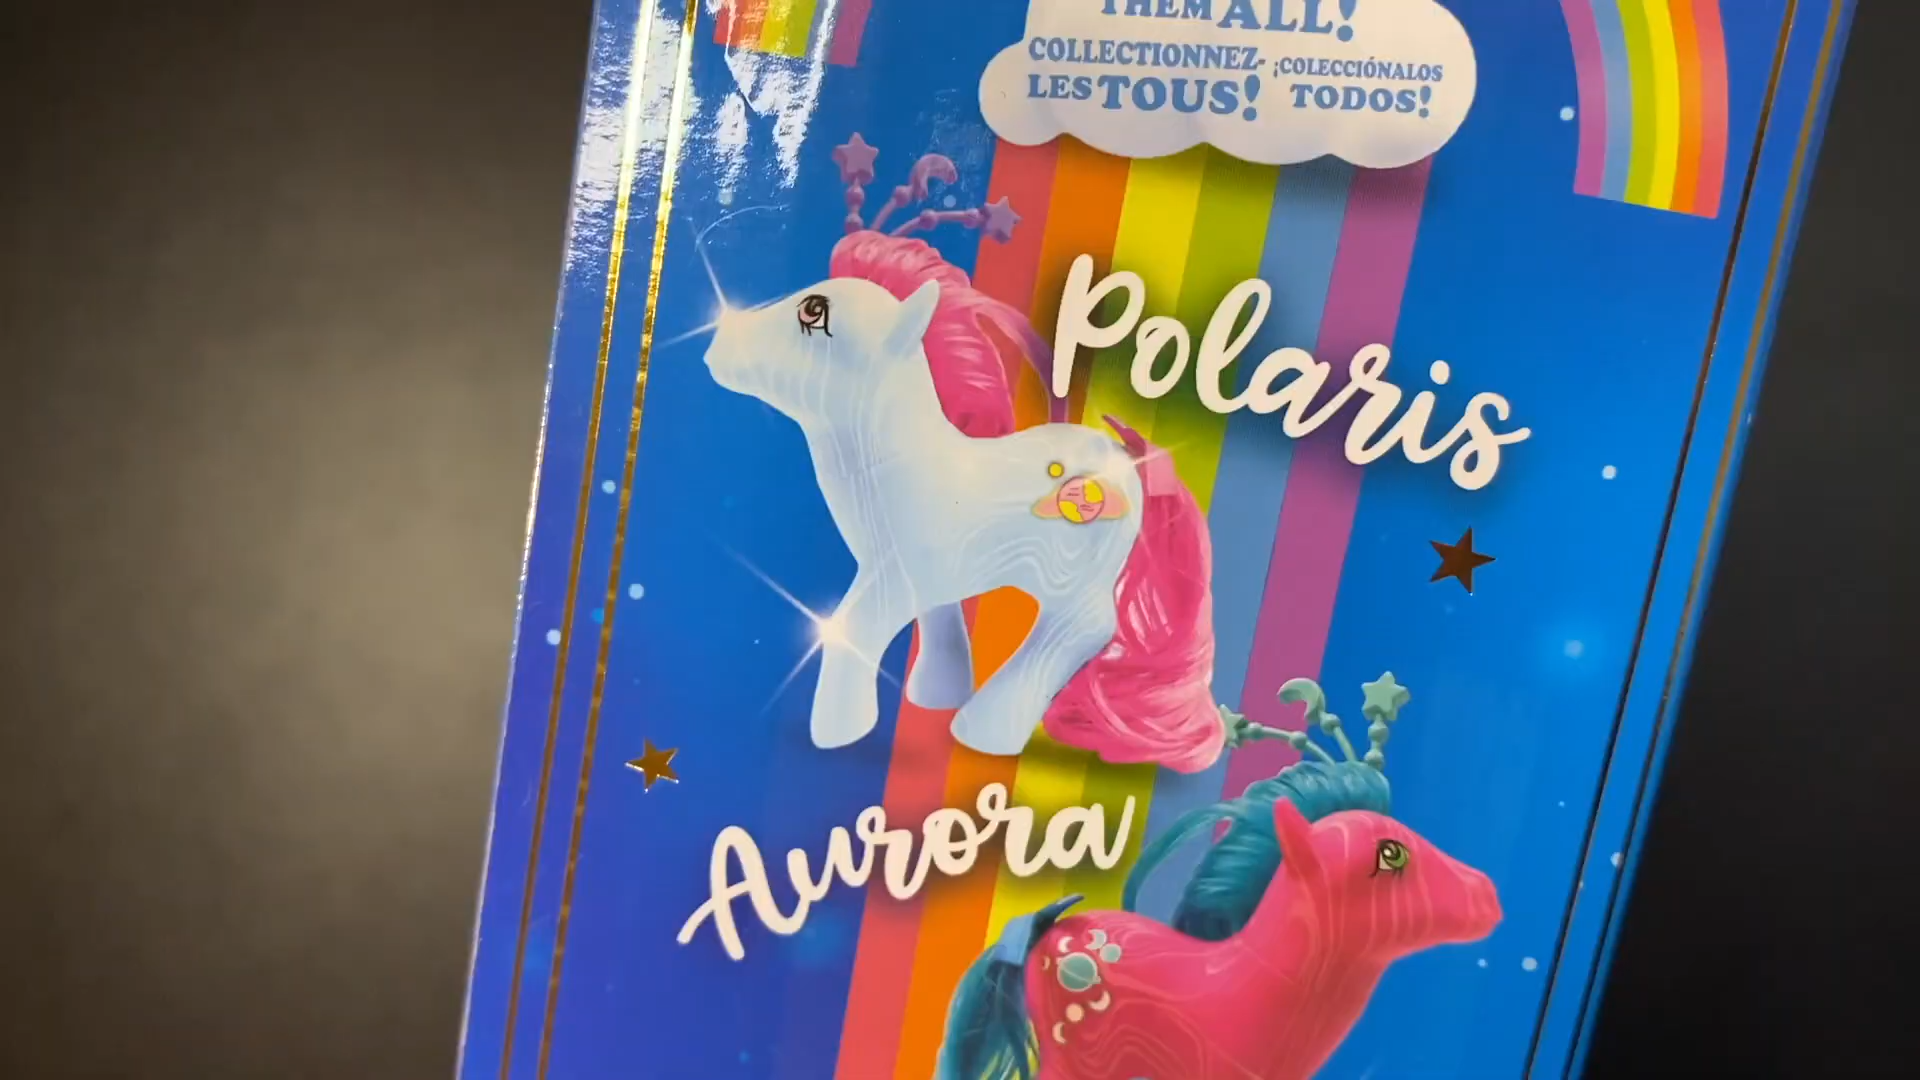 THEM ALL!
COLLECTIONNEZ-
LES TOUS!
¡COLECCIÓNALOS
TODOS!
Polaris
Aurora